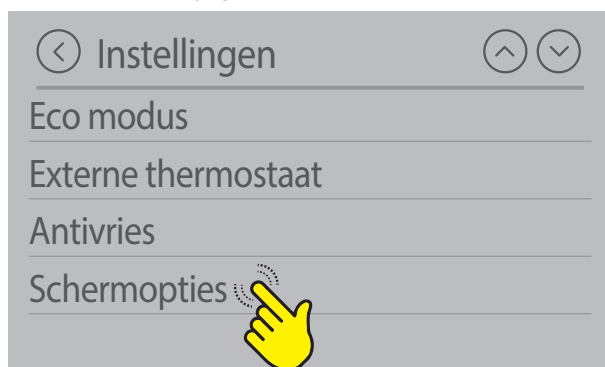 Instellingen
Eco modus
Externe thermostaat
Antivries
Schermopties